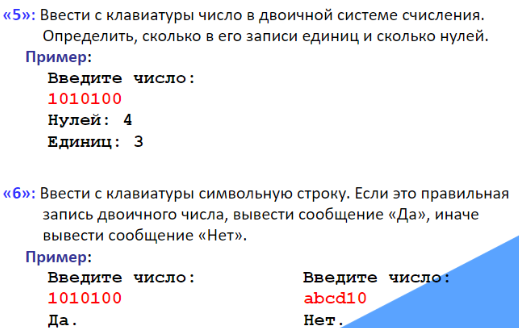 «5»: Ввести с клавиатуры число в двоичной системе счисления.
Определить, сколько в его записи единиц и сколько нулей.
Пример:
Введите число:
1010100
Нулей: 4
Единиц: 3
«6»: Ввести с клавиатуры символьную строку. Если это правильная
запись двоичного числа, вывести сообщение «Да», иначе
вывести сообщение «Нет».
Пример:
Введите число: Введите число:
1010100 abcd10
Да. Нет.